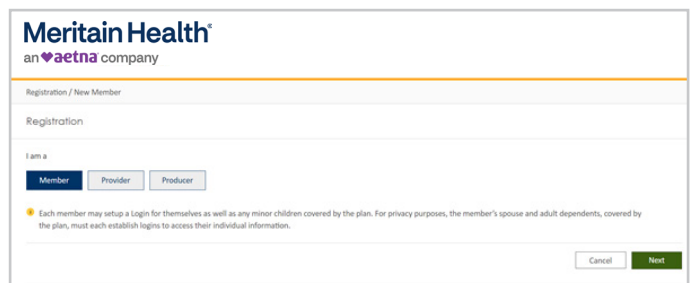 Meritain Health®
an aetna company
Registration / New Member
Registration
I am a
Member Provider Producer
Each member may setup a Login for themselves as well as any minor children covered by the plan. For privacy purposes, the member's spouse and adult dependents, covered by
the plan, must each establish logins to access their individual information.
Cancel Next